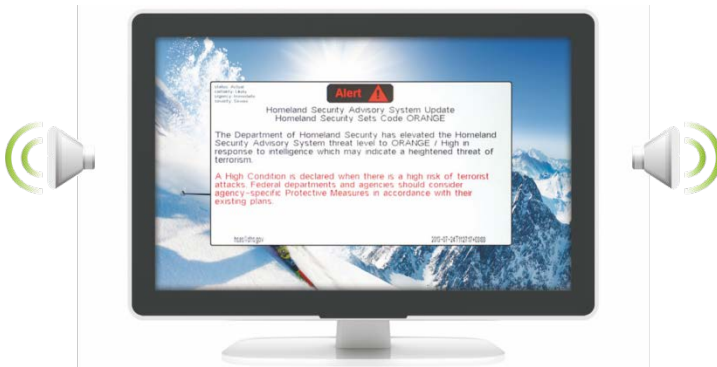 Status: Actual
Alert
Homeland Security Advisory System Update
Homeland Security Sets Code ORANGE
The Department of Homeland Security has elevated the Homeland
Security Advisory System threat level to ORANGE / High in
response to intelligence which may indicate a heightened threat of
terrorism.
A High Condition is declared when there is a high risk of terrorist
attacks. Federal departments and agencies should consider
agency-specific Protective Measures in accordance with their
existing plans.